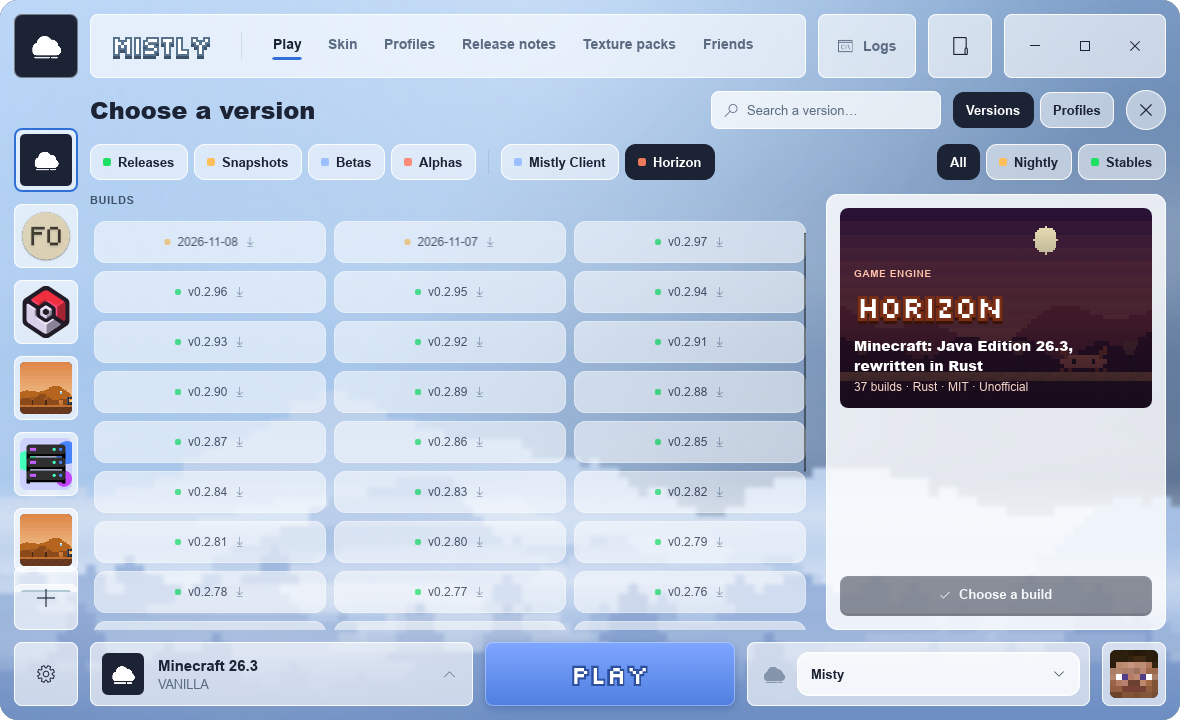 MISTLY
Play
Skin
Profiles
Release notes
Texture packs
Friends
Logs
Choose a version
Search a version...
Versions
Profiles
Releases
Snapshots
Betas
Alphas
Mistly Client
Horizon
All
Nightly
Stables
FO
BUILDS
2026-11-08
2026-11-07
v0.2.97
v0.2.96
v0.2.95
v0.2.94
v0.2.93
v0.2.92
v0.2.91
v0.2.90
v0.2.89
v0.2.88
v0.2.87
v0.2.86
v0.2.85
v0.2.84
v0.2.83
v0.2.82
v0.2.81
v0.2.80
v0.2.79
v0.2.78
v0.2.77
v0.2.76
GAME ENGINE
HORIZON
Minecraft: Java Edition 26.3,
rewritten in Rust
37 builds · Rust · MIT · Unofficial
Choose a build
Minecraft 26.3
VANILLA
PLAY
Misty